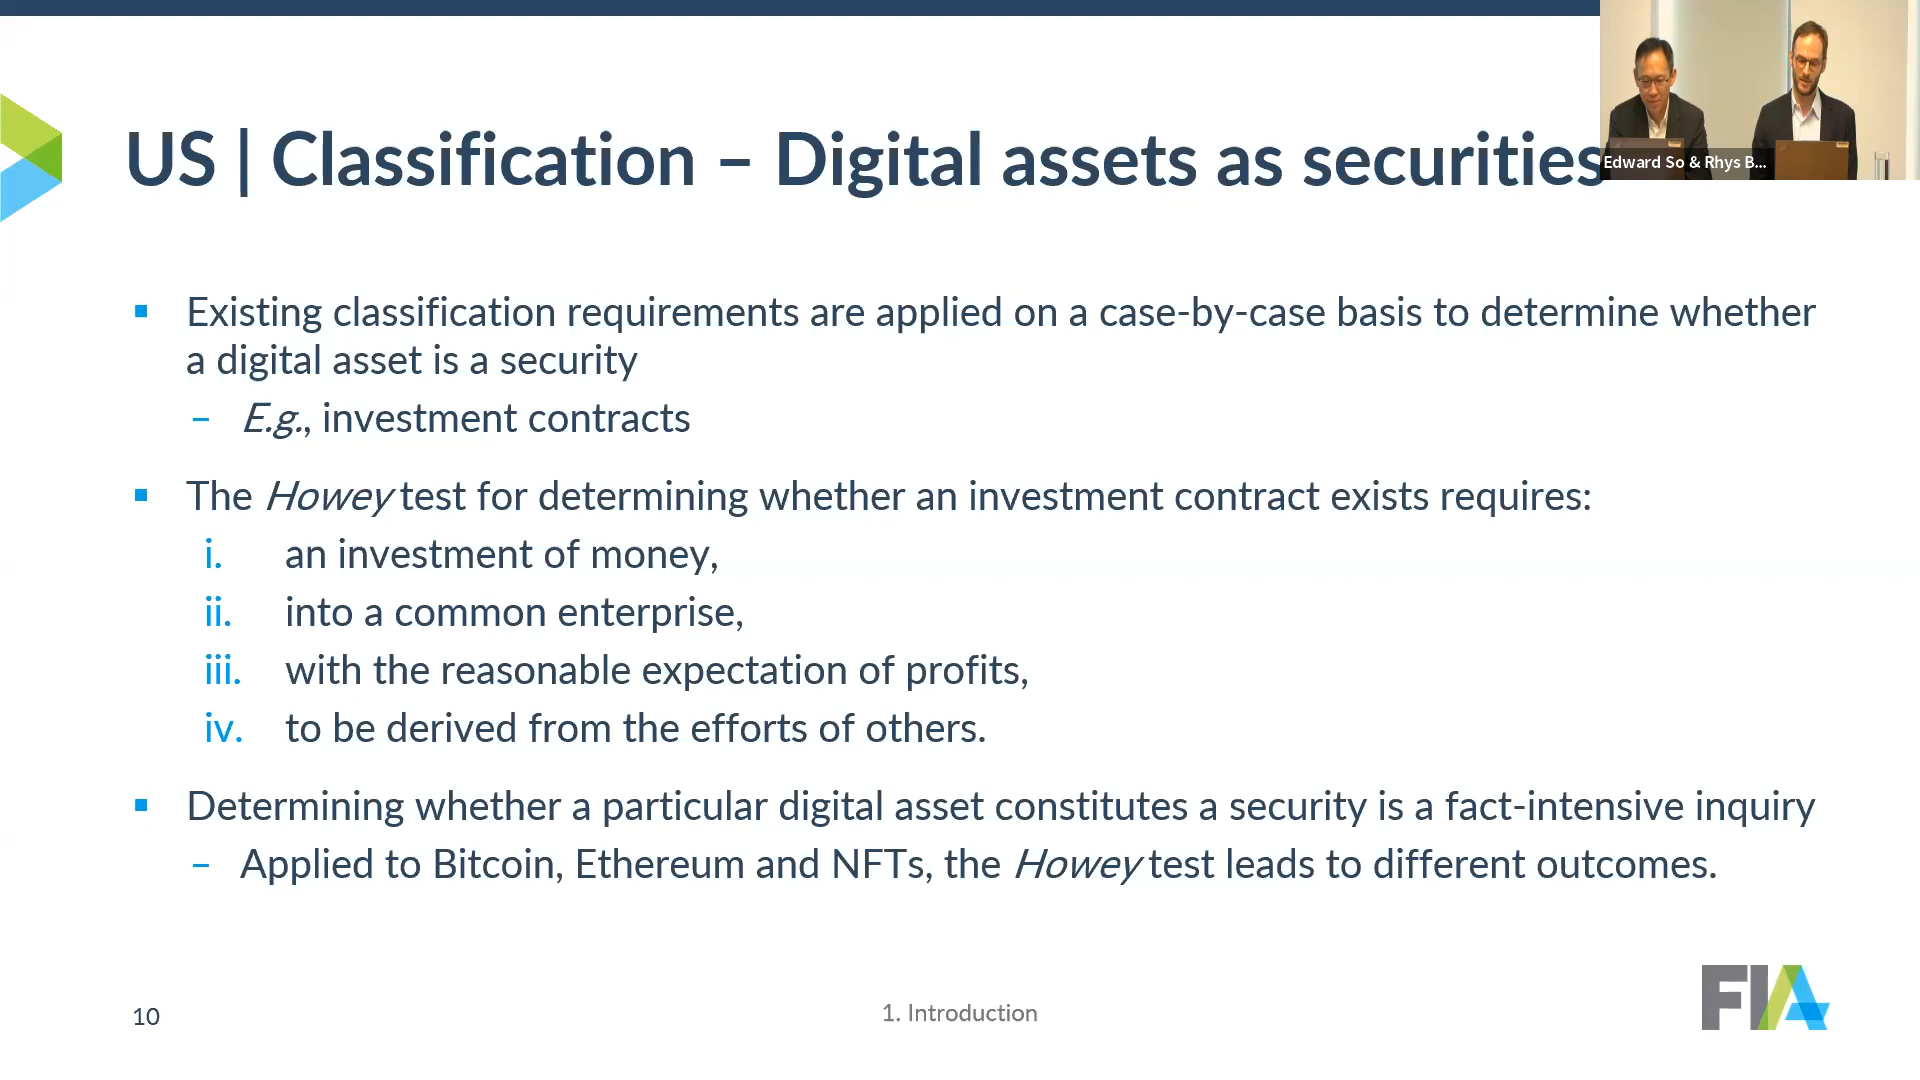 US | Classification – Digital assets as securities
Edward So & Rhys B...
▪ Existing classification requirements are applied on a case-by-case basis to determine whether
a digital asset is a security
– E.g., investment contracts
▪ The Howey test for determining whether an investment contract exists requires:
i. an investment of money,
ii. into a common enterprise,
iii. with the reasonable expectation of profits,
iv. to be derived from the efforts of others.
▪ Determining whether a particular digital asset constitutes a security is a fact-intensive inquiry
– Applied to Bitcoin, Ethereum and NFTs, the Howey test leads to different outcomes.
10
1. Introduction
FIA